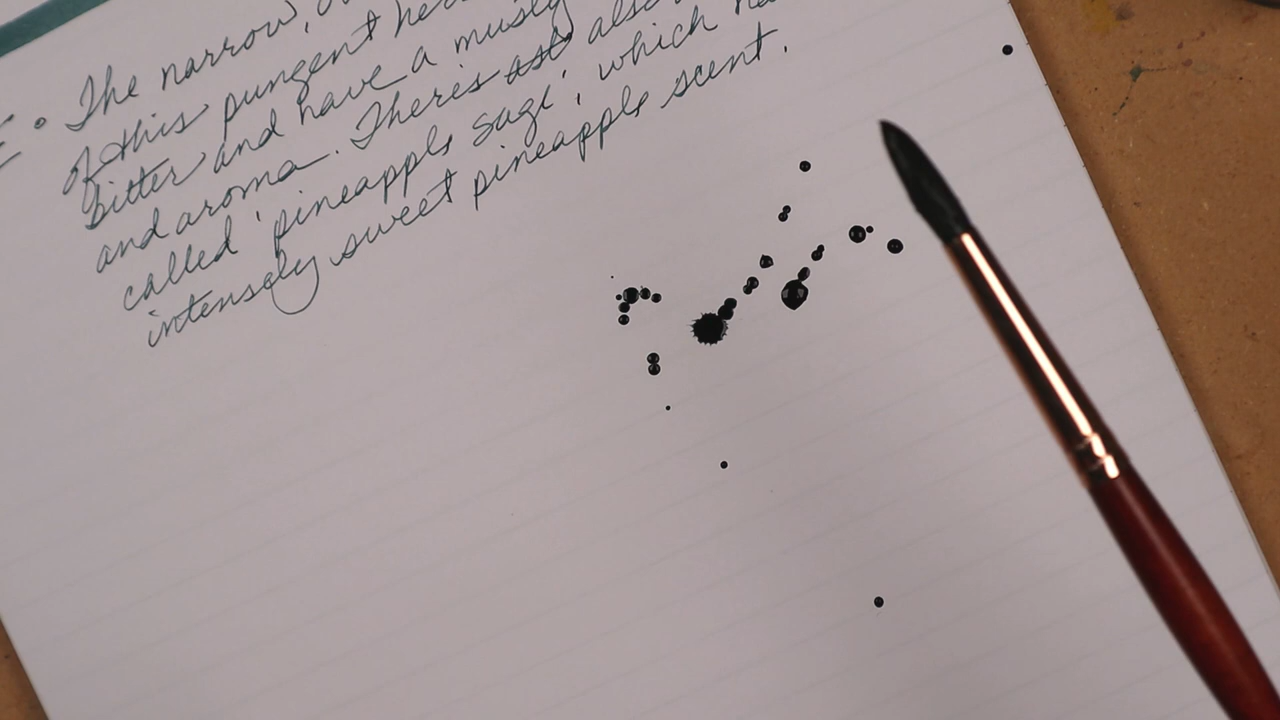 The narrow,
of this pungent
bitter and have a musty
and aroma. There's also
called 'pineapple sage', which
intensely sweet pineapple scent.